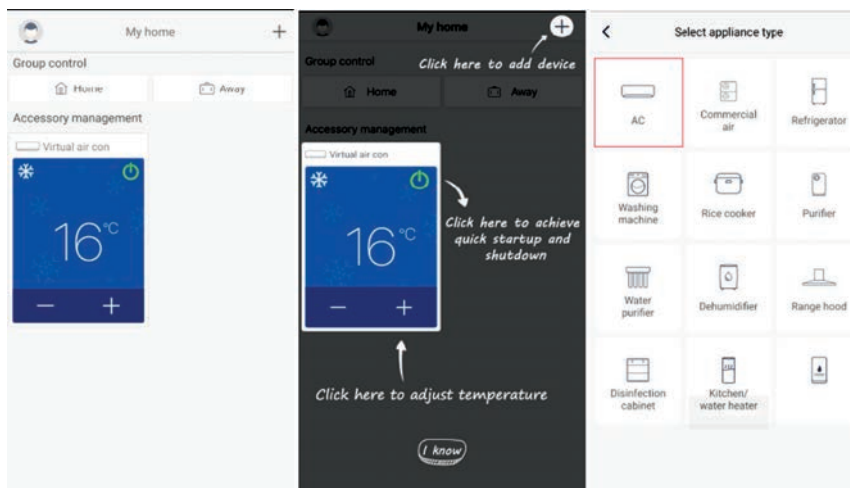 My home
+
Group control
Home
Away
Accessory management
Virtual air con
16°C
− +
My home
+
Click here to add device
Group control
Home
Away
Accessory management
Virtual air con
16°C
− +
Click here to achieve
quick startup and
shutdown
Click here to adjust temperature
I know
Select appliance type
AC
Commercial
air
Refrigerator
Washing
machine
Rice cooker
Purifier
Water
purifier
Dehumidifier
Range hood
Disinfection
cabinet
Kitchen/
water heater